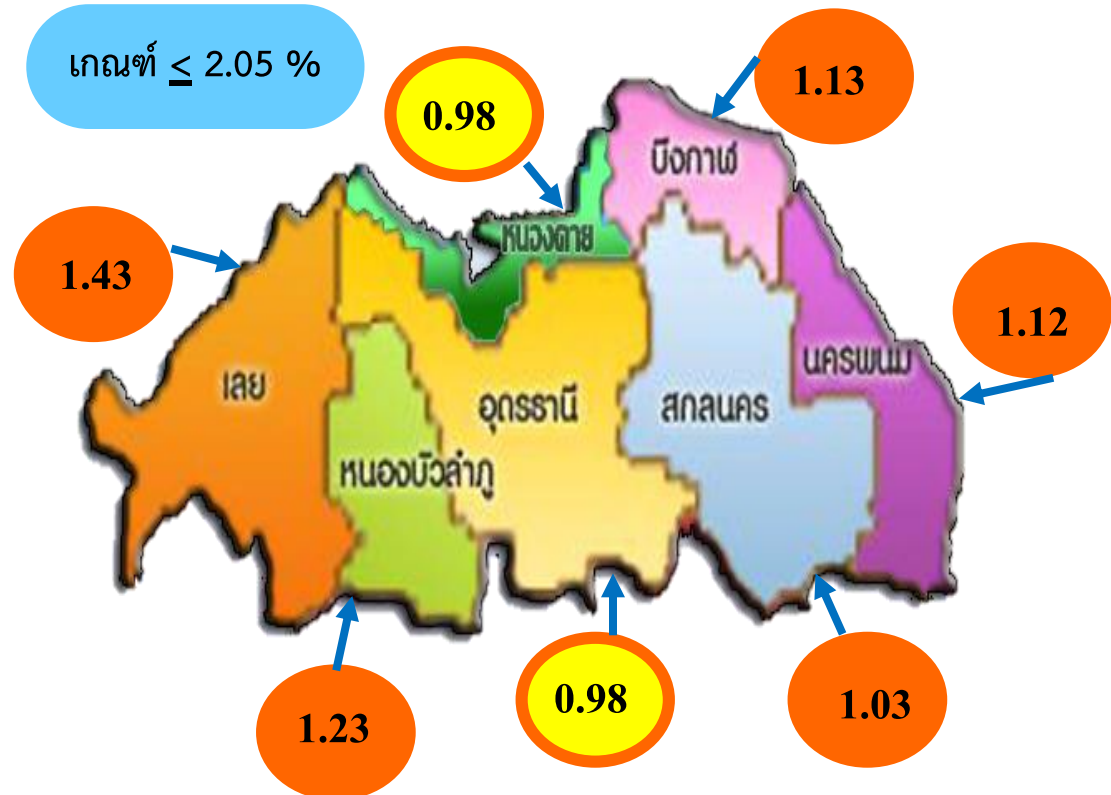 เกณฑ์ ≤ 2.05 %
0.98
1.13
บึงกาฬ
หนองคาย
1.43
1.12
นครพนม
เลย
อุดรธานี
สกลนคร
หนองบัวลำภู
1.23
0.98
1.03